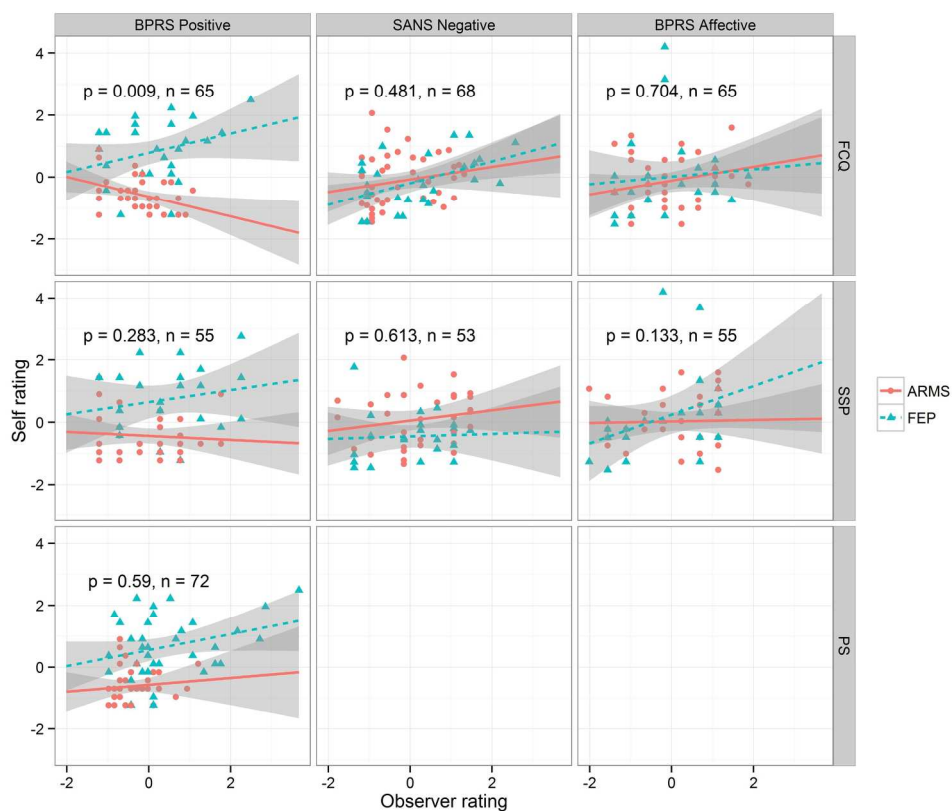 BPRS Positive SANS Negative BPRS Affective
4
2
0
-2
p = 0.009, n = 65
p = 0.481, n = 68
p = 0.704, n = 65
FCQ
4
2
0
-2
p = 0.283, n = 55
p = 0.613, n = 53
p = 0.133, n = 55
SSP
4
2
0
-2
p = 0.59, n = 72
PS
Self rating
-2 0 2 -2 0 2 -2 0 2
Observer rating
ARMS
FEP